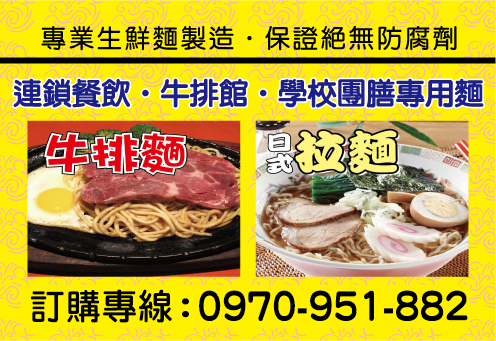 專業生鮮麵製造．保證絕無防腐劑
連鎖餐飲．牛排館．學校團膳專用麵
牛排麵
日式拉麵
訂購專線：0970-951-882